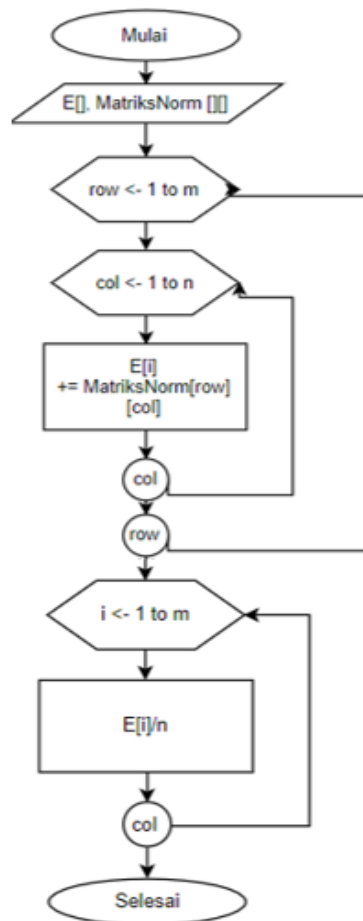 Mulai
E[], MatriksNorm [][]
row <- 1 to m
col <- 1 to n
E[i]
+= MatriksNorm[row]
[col]
col
row
i <- 1 to m
E[i]/n
col
Selesai